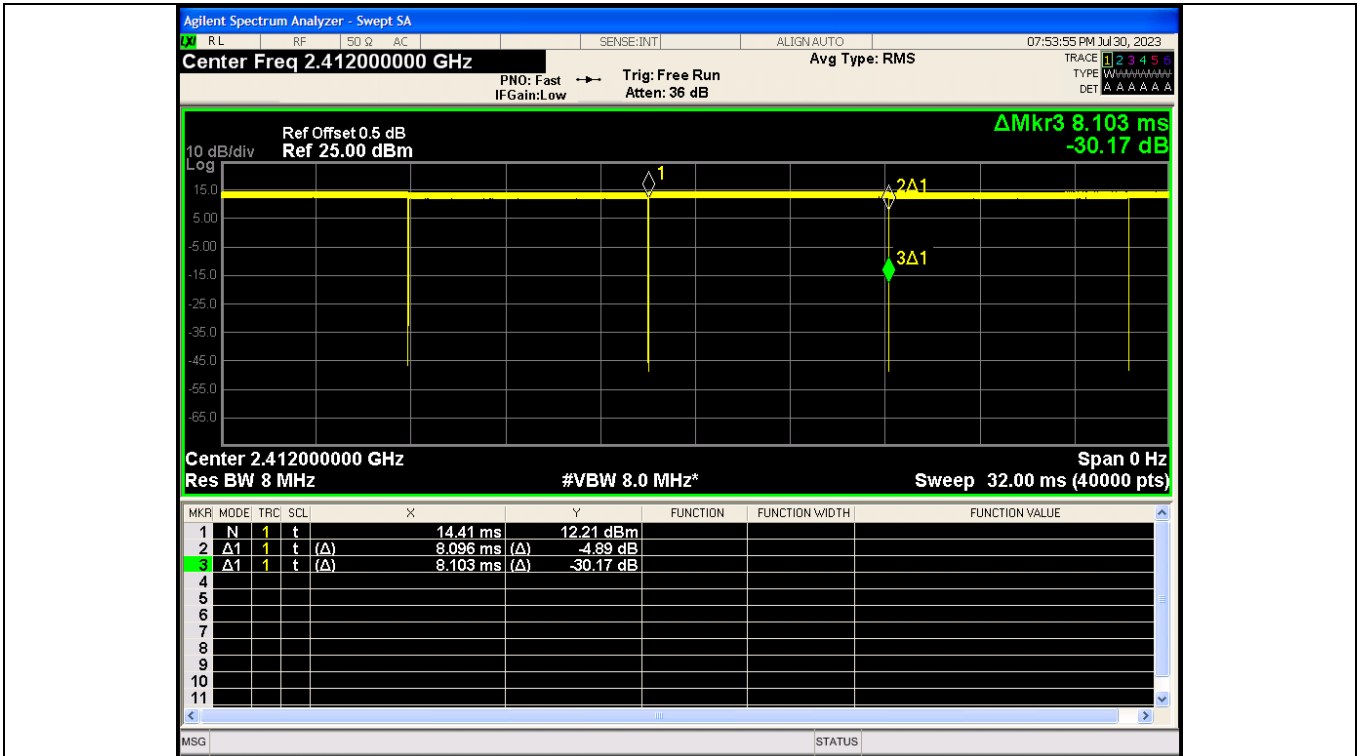 Agilent Spectrum Analyzer - Swept SA
LXI RL RF 50 Ω AC SENSE:INT ALIGN AUTO 07:53:55 PM Jul 30, 2023
Center Freq 2.412000000 GHz Avg Type: RMS TRACE 1 2 3 4 5 6
PNO: Fast Trig: Free Run TYPE WWWWWW
IFGain:Low Atten: 36 dB DET A A A A A A
ΔMkr3 8.103 ms
Ref Offset 0.5 dB
10 dB/div Ref 25.00 dBm -30.17 dB
Log
1
15.0 2Δ1
5.00
-5.00
3Δ1
-15.0
-25.0
-35.0
-45.0
-55.0
-65.0
Center 2.412000000 GHz Span 0 Hz
Res BW 8 MHz #VBW 8.0 MHz* Sweep 32.00 ms (40000 pts)
MKR MODE TRC SCL X Y FUNCTION FUNCTION WIDTH FUNCTION VALUE
1 N 1 t 14.41 ms 12.21 dBm
2 Δ1 1 t (Δ) 8.096 ms (Δ) -4.89 dB
3 Δ1 1 t (Δ) 8.103 ms (Δ) -30.17 dB
4
5
6
7
8
9
10
11
MSG STATUS